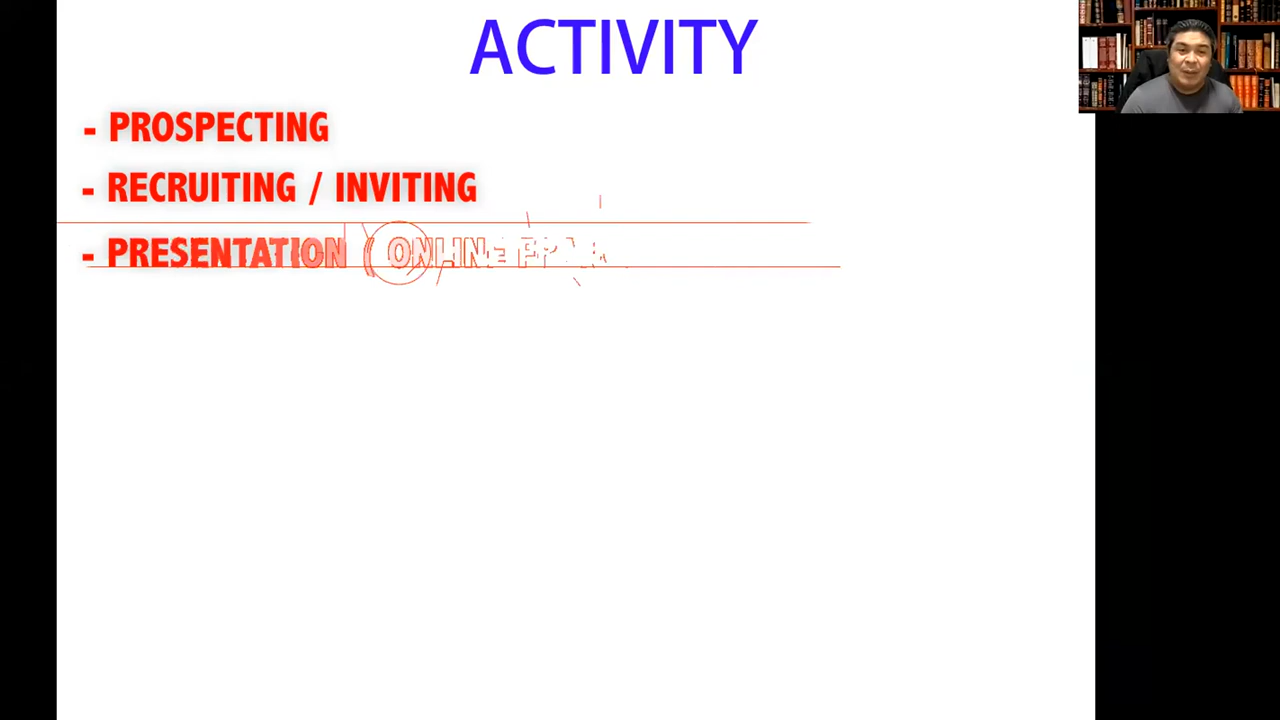 ACTIVITY
- PROSPECTING
- RECRUITING / INVITING
- PRESENTATION ( ONLINE